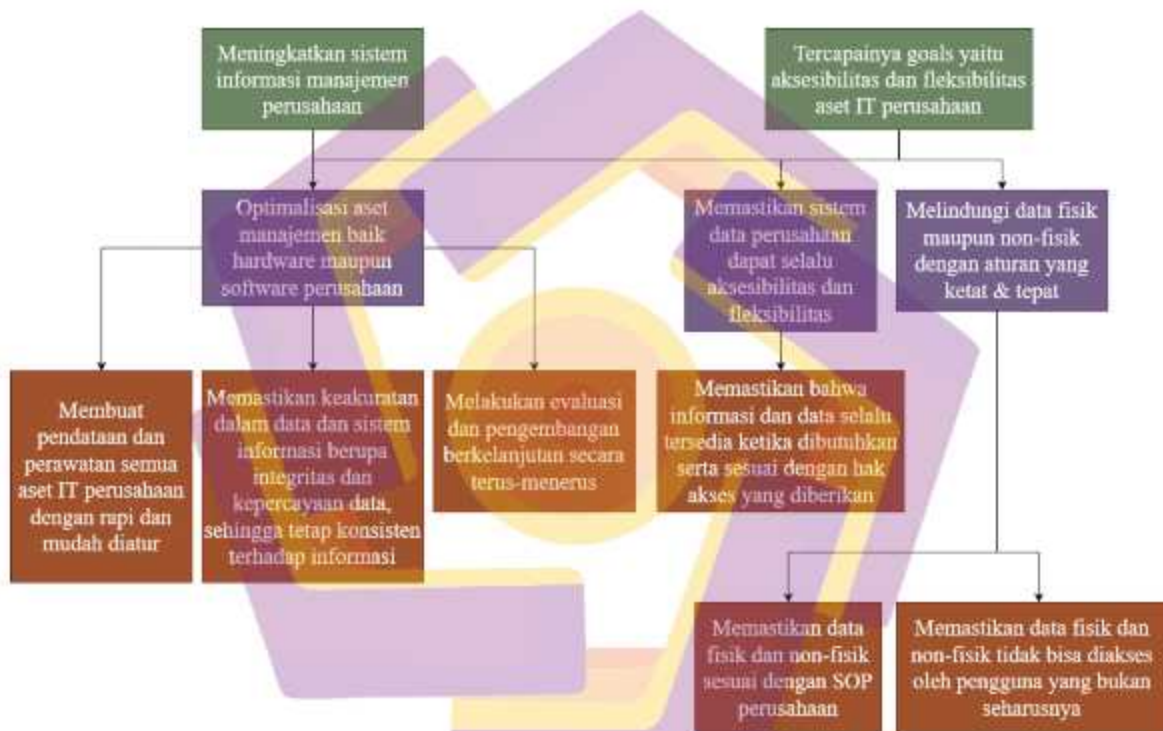 Meningkatkan sistem
informasi manajemen
perusahaan
Tercapainya goals yaitu
aksesibilitas dan fleksibilitas
aset IT perusahaan
Optimalisasi aset
manajemen baik
hardware maupun
software perusahaan
Memastikan sistem
data perusahaan
dapat selalu
aksesibilitas dan
fleksibilitas
Melindungi data fisik
maupun non-fisik
dengan aturan yang
ketat & tepat
Membuat
pendataan dan
perawatan semua
aset IT perusahaan
dengan rapi dan
mudah diatur
Memastikan keakuratan
dalam data dan sistem
informasi berupa
integritas dan
kepercayaan data,
sehingga tetap konsisten
terhadap informasi
Melakukan evaluasi
dan pengembangan
berkelanjutan secara
terus-menerus
Memastikan bahwa
informasi dan data selalu
tersedia ketika dibutuhkan
serta sesuai dengan hak
akses yang diberikan
Memastikan data
fisik dan non-fisik
sesuai dengan SOP
perusahaan
Memastikan data fisik dan
non-fisik tidak bisa diakses
oleh pengguna yang bukan
seharusnya